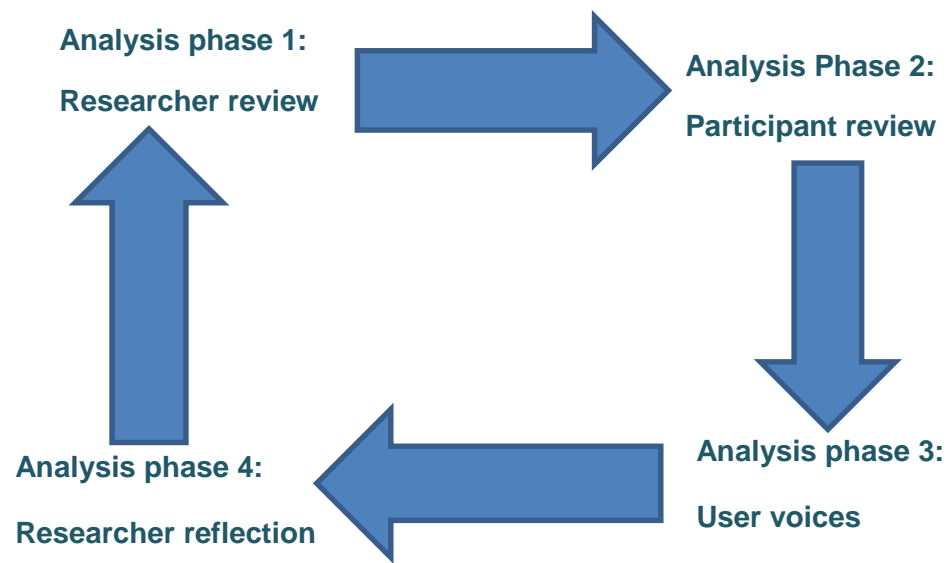 Analysis phase 1:
Researcher review
Analysis Phase 2:
Participant review
Analysis phase 3:
User voices
Analysis phase 4:
Researcher reflection